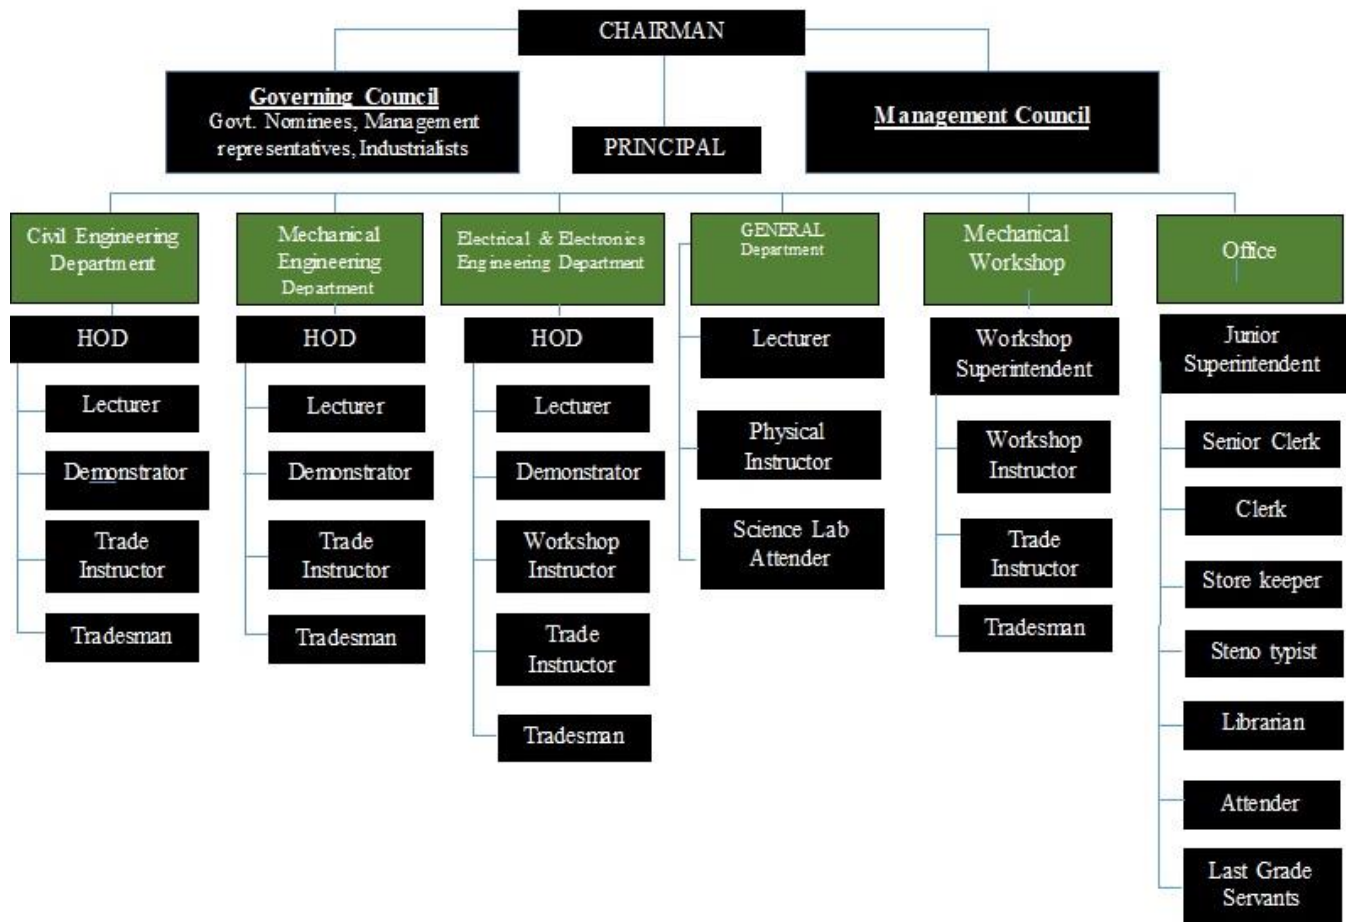 CHAIRMAN
Governing Council
Govt. Nominees, Management
representatives, Industrialists
PRINCIPAL
Management Council
Civil Engineering
Department
Mechanical
Engineering
Department
Electrical & Electronics
Engineering Department
GENERAL
Department
Mechanical
Workshop
Office
HOD
Lecturer
Demonstrator
Trade
Instructor
Tradesman
HOD
Lecturer
Demonstrator
Trade
Instructor
Tradesman
HOD
Lecturer
Demonstrator
Workshop
Instructor
Trade
Instructor
Tradesman
Lecturer
Physical
Instructor
Science Lab
Attender
Workshop
Superintendent
Workshop
Instructor
Trade
Instructor
Tradesman
Junior
Superintendent
Senior Clerk
Clerk
Store keeper
Steno typist
Librarian
Attender
Last Grade
Servants